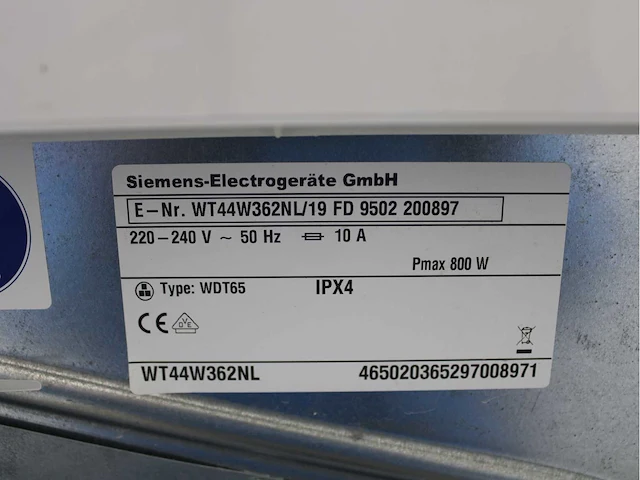 Siemens-Electrogeräte GmbH
E-Nr. WT44W362NL/19 FD 9502 200897
220-240 V ~ 50 Hz 10 A
Pmax 800 W
Type: WDT65 IPX4
CE DVE
WT44W362NL 465020365297008971